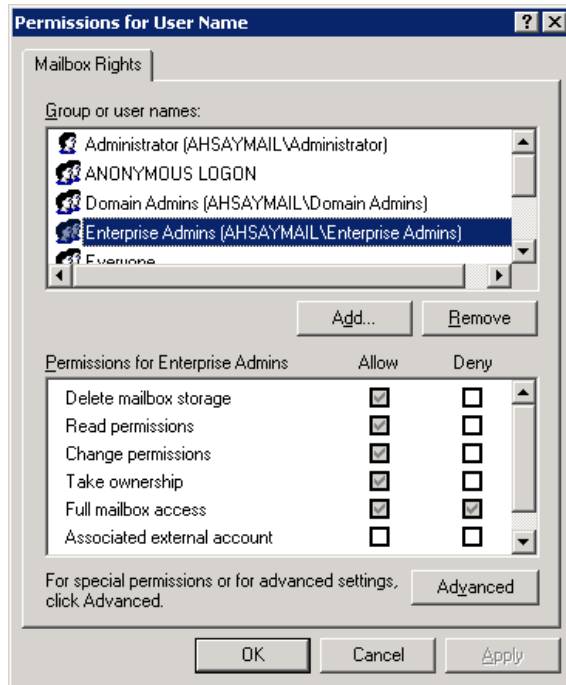 Permissions for User Name
Mailbox Rights
Group or user names:
Administrator (AHSAYMAIL\Administrator)
ANONYMOUS LOGON
Domain Admins (AHSAYMAIL\Domain Admins)
Enterprise Admins (AHSAYMAIL\Enterprise Admins)
Everyone
Add... Remove
Permissions for Enterprise Admins Allow Deny
Delete mailbox storage
Read permissions
Change permissions
Take ownership
Full mailbox access
Associated external account
For special permissions or for advanced settings,
click Advanced.
Advanced
OK Cancel Apply